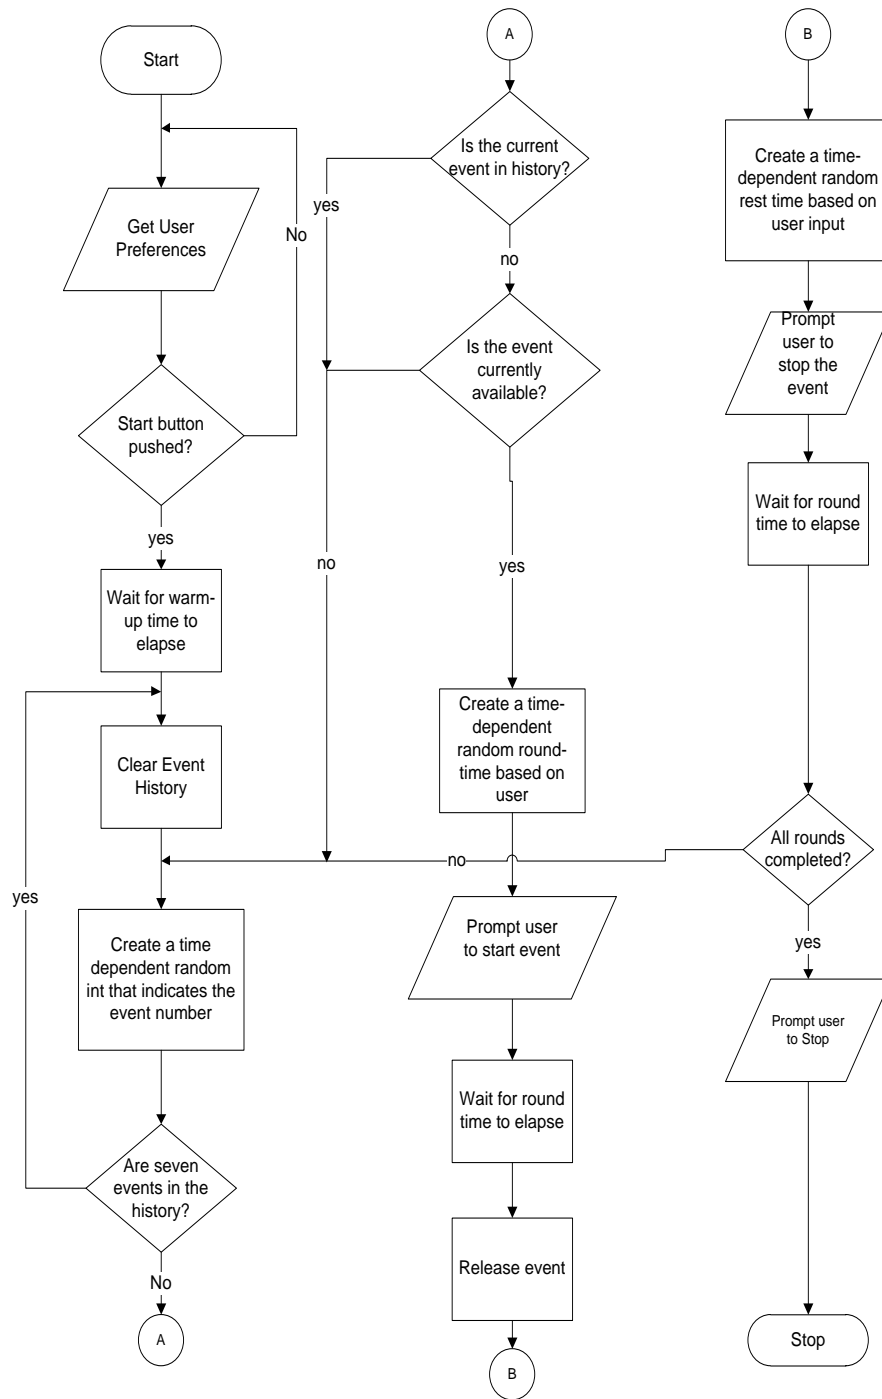 Start
Get User
Preferences
No
Start button
pushed?
yes
Wait for warm-
up time to
elapse
Clear Event
History
yes
Create a time
dependent random
int that indicates the
event number
Are seven
events in the
history?
No
A
A
Is the current
event in history?
yes
no
Is the event
currently
available?
no
yes
Create a time-
dependent
random round-
time based on
user
no
Prompt user
to start event
Wait for round
time to elapse
Release event
B
B
Create a time-
dependent random
rest time based on
user input
Prompt
user to
stop the
event
Wait for round
time to elapse
All rounds
completed?
yes
Prompt user
to Stop
Stop